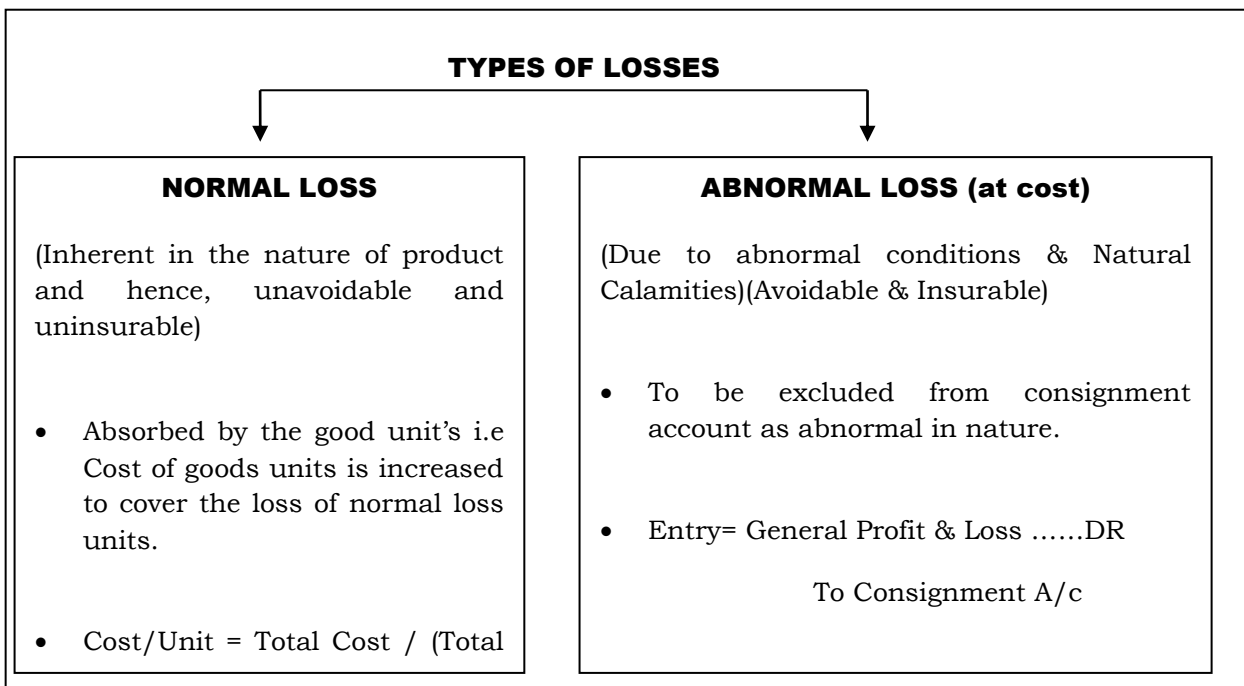 TYPES OF LOSSES
NORMAL LOSS
(Inherent in the nature of product
and hence, unavoidable and
uninsurable)
• Absorbed by the good unit's i.e
Cost of goods units is increased
to cover the loss of normal loss
units.
• Cost/Unit = Total Cost / (Total
ABNORMAL LOSS (at cost)
(Due to abnormal conditions & Natural
Calamities)(Avoidable & Insurable)
• To be excluded from consignment
account as abnormal in nature.
• Entry= General Profit & Loss ……DR
To Consignment A/c